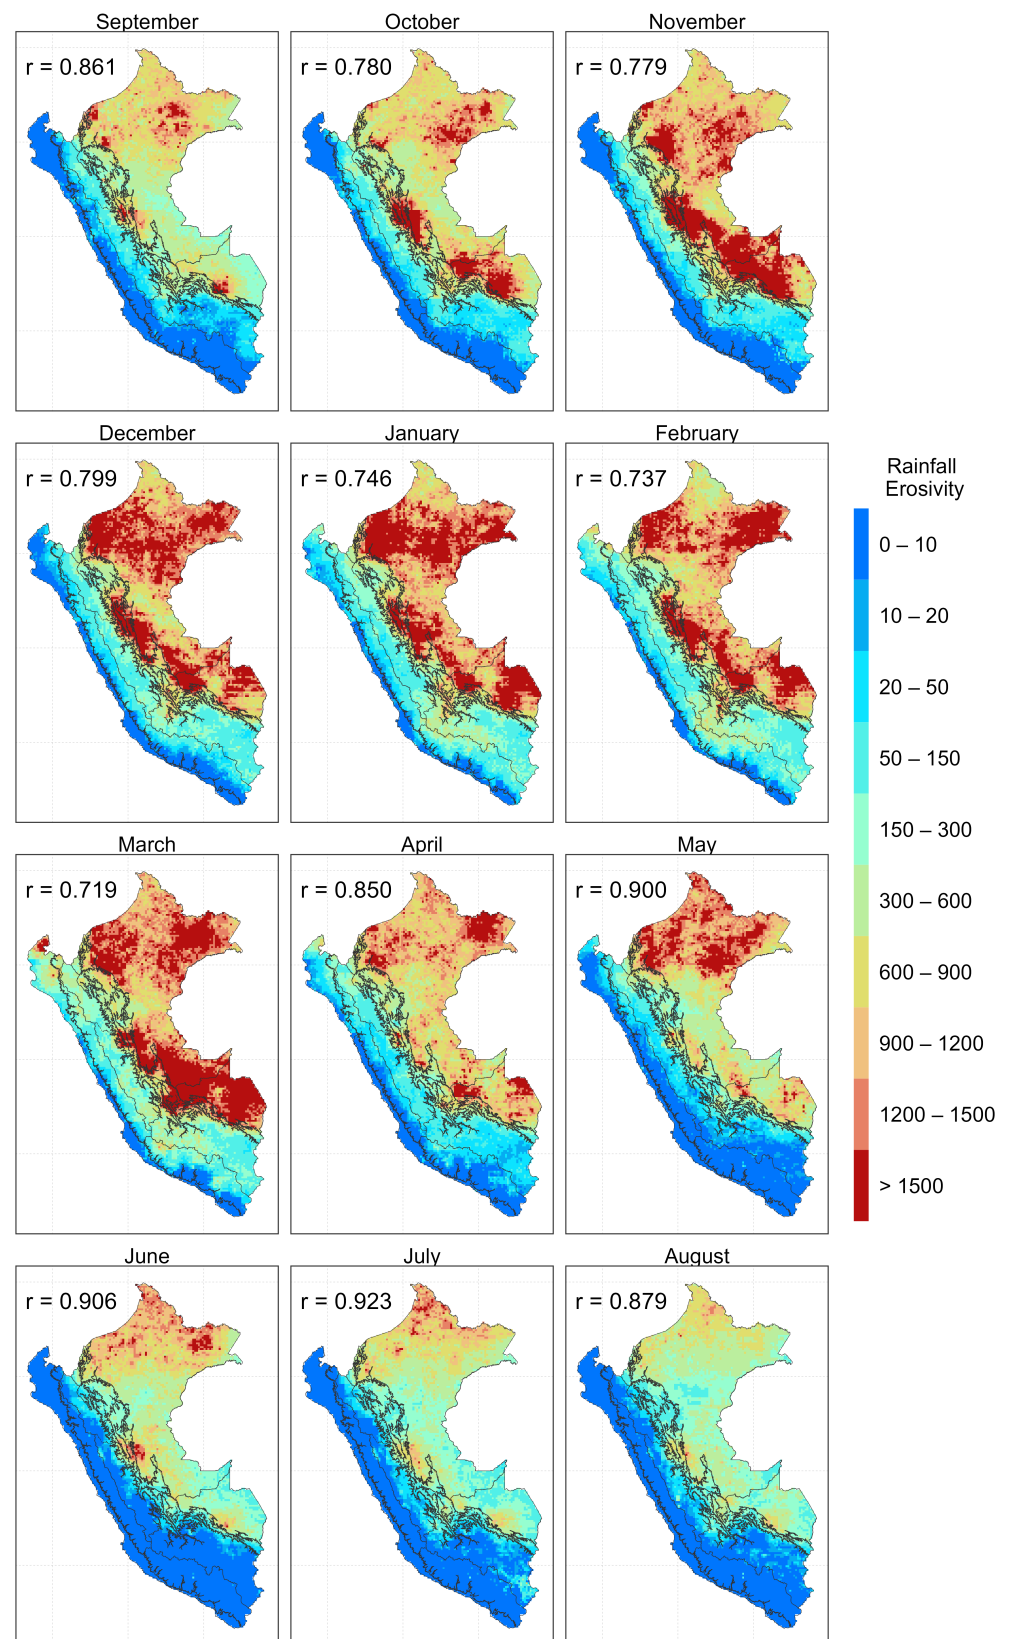 September
October
November
r = 0.861
r = 0.780
r = 0.779
December
January
February
r = 0.799
r = 0.746
r = 0.737
Rainfall
Erosivity
0 – 10
10 – 20
20 – 50
50 – 150
150 – 300
300 – 600
600 – 900
900 – 1200
1200 – 1500
> 1500
March
April
May
r = 0.719
r = 0.850
r = 0.900
June
July
August
r = 0.906
r = 0.923
r = 0.879